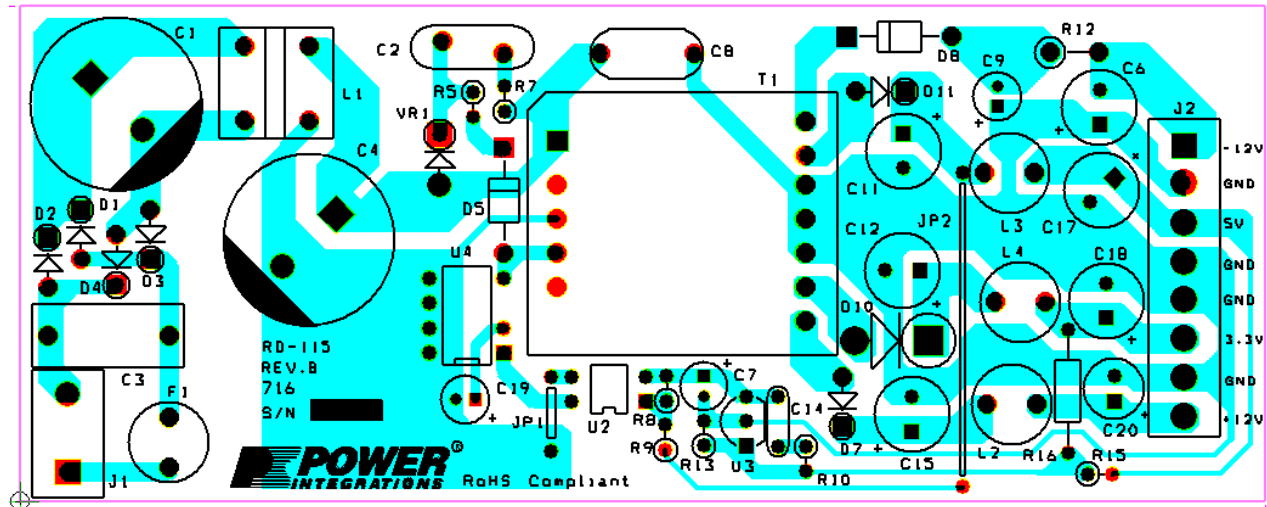 C1
C2
C8
D8
R12
L1
R5
R7
T1
D11
C9
C6
J2
VR1
-12V
C4
GND
C11
D5
5V
D2
D1
C12
JP2
L3
C17
U4
L4
C18
GND
D4
D3
GND
D10
3.3V
RD-115
REV.B
716
S/N
C3
F1
C19
C7
GND
JP1
U2
R8
C14
+12V
R9
R13
U3
D7
C15
L2
R16
C20
R15
R10
J1
POWER®
INTEGRATIONS
RoHS Compliant